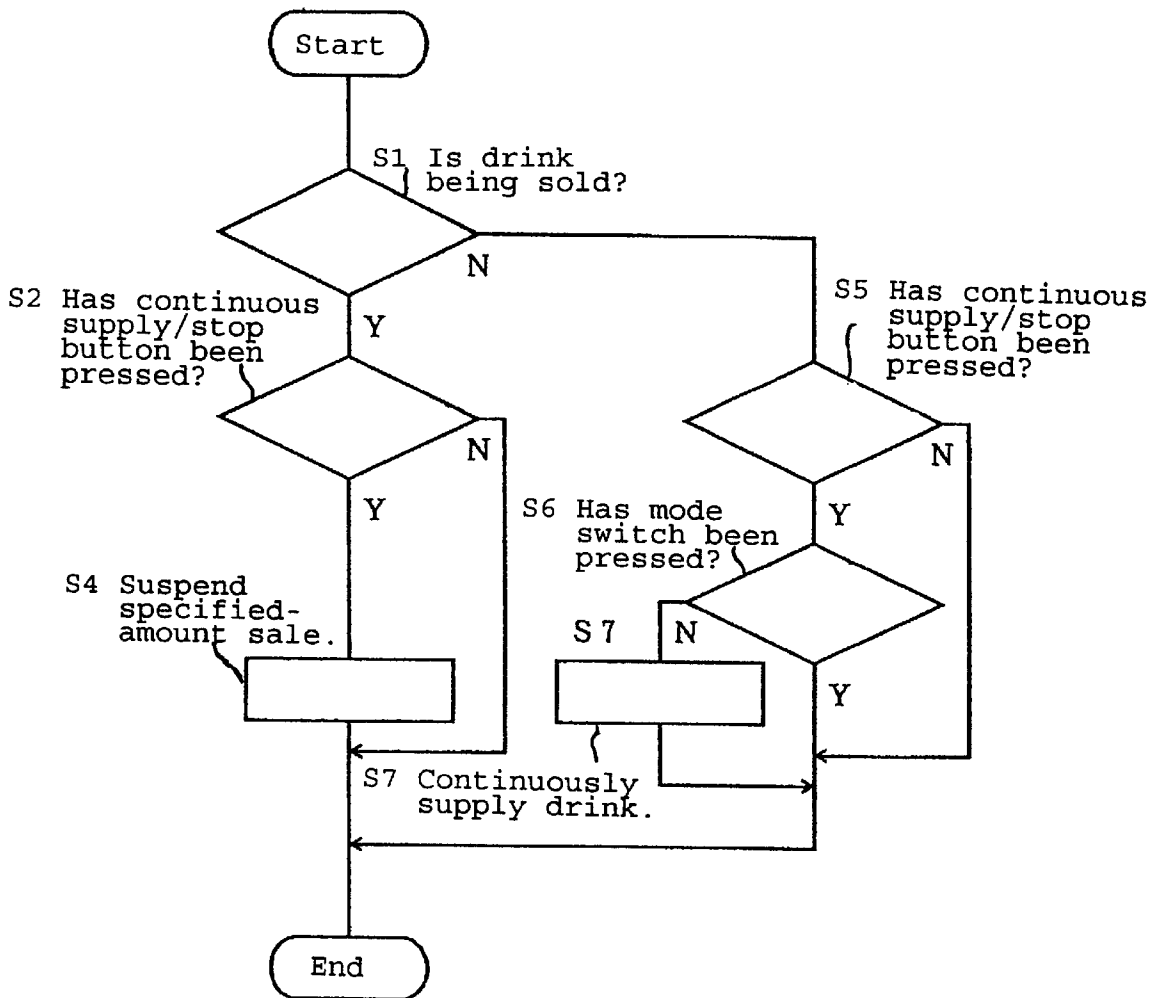 Start
S1 Is drink
being sold?
N
S2 Has continuous
supply/stop
button been
pressed?
Y
S5 Has continuous
supply/stop
button been
pressed?
N
N
Y
S6 Has mode
switch been
pressed?
Y
S4 Suspend
specified-
amount sale.
S7
N
Y
S7 Continuously
supply drink.
End